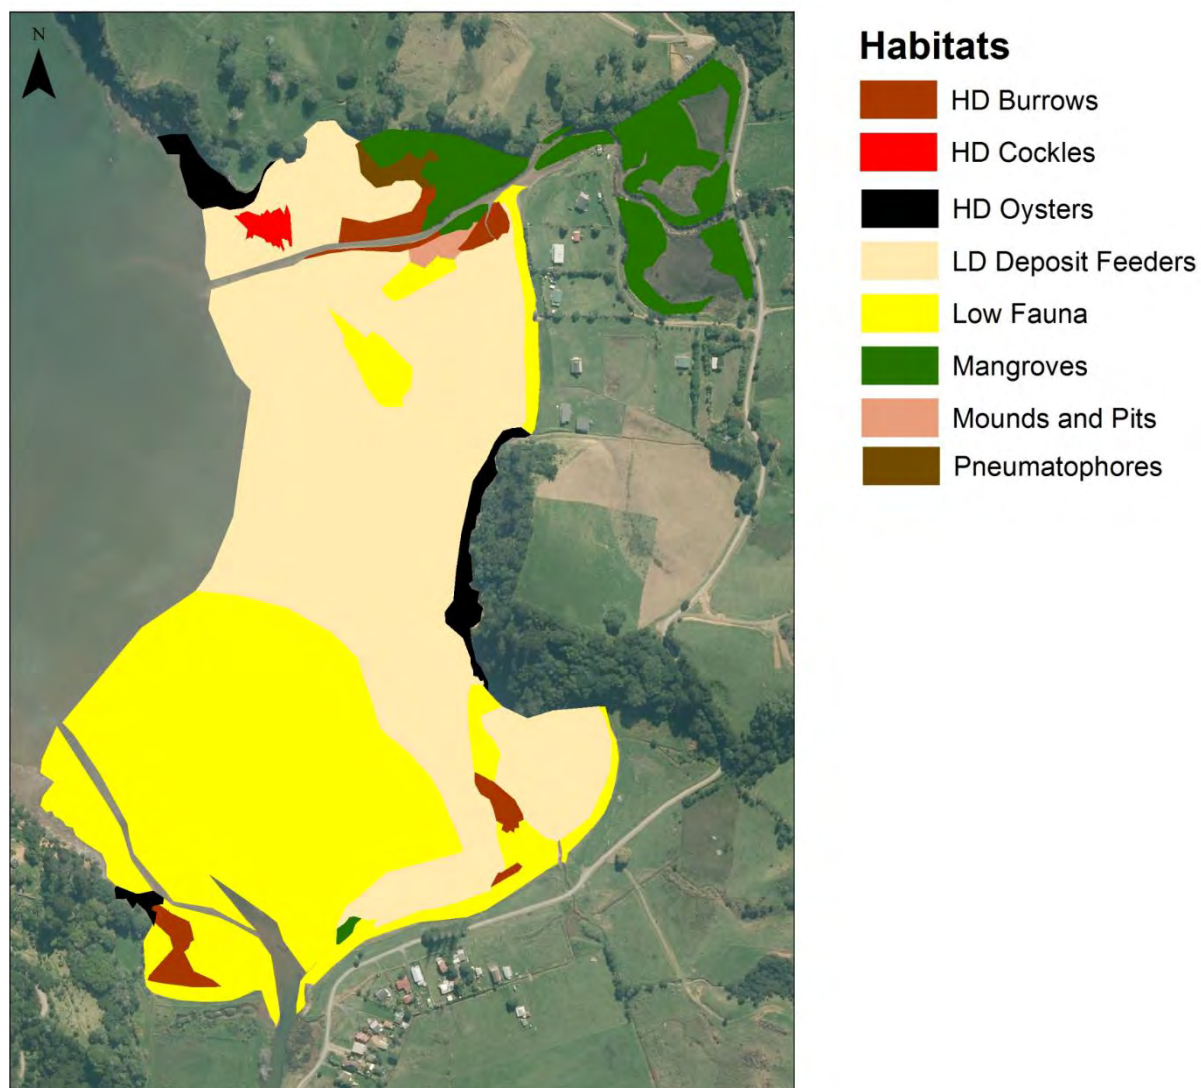 N
Habitats
HD Burrows
HD Cockles
HD Oysters
LD Deposit Feeders
Low Fauna
Mangroves
Mounds and Pits
Pneumatophores